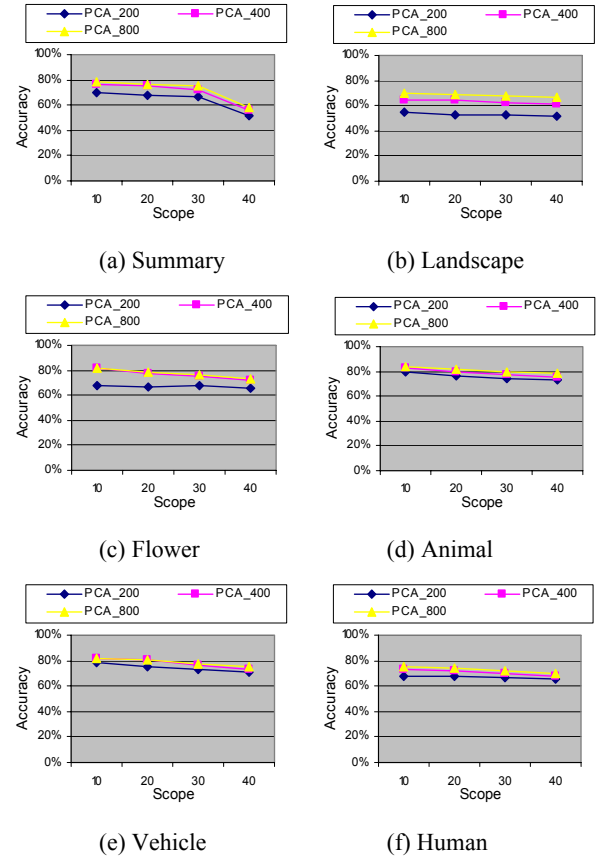 PCA_200 PCA_400
PCA_800
100%
80%
60%
40%
20%
0%
Accuracy
10 20 30 40
Scope
(a) Summary
PCA_200 PCA_400
PCA_800
100%
80%
60%
40%
20%
0%
Accuracy
10 20 30 40
Scope
(b) Landscape
PCA_200 PCA_400
PCA_800
100%
80%
60%
40%
20%
0%
Accuracy
10 20 30 40
Scope
(c) Flower
PCA_200 PCA_400
PCA_800
100%
80%
60%
40%
20%
0%
Accuracy
10 20 30 40
Scope
(d) Animal
PCA_200 PCA_400
PCA_800
100%
80%
60%
40%
20%
0%
Accuracy
10 20 30 40
Scope
(e) Vehicle
PCA_200 PCA_400
PCA_800
100%
80%
60%
40%
20%
0%
Accuracy
10 20 30 40
Scope
(f) Human